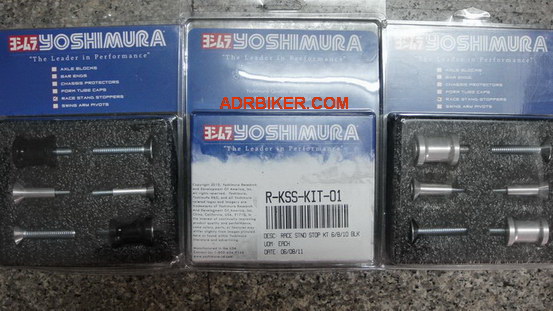 ヨシムラ YOSHIMURA
"The Leader in Performance"
AXLE BLOCKS
BAR ENDS
CHASSIS PROTECTORS
FORK TUBE CAPS
RACE STAND STOPPERS
SWING ARM PIVOTS
ヨシムラ YOSHIMURA
"The Leader in Performance"
ヨシムラ YOSHIMURA
"The Leader in Performance"
AXLE BLOCKS
BAR ENDS
CHASSIS PROTECTORS
FORK TUBE CAPS
RACE STAND STOPPERS
SWING ARM PIVOTS
ADRBIKER.COM
ヨシムラ YOSHIMURA
"The Leader in Performance"
R-KSS-KIT-01
DESC: RACE STND STOP KT 6/8/10 BLK
UOM: EACH
DATE: 06/08/11